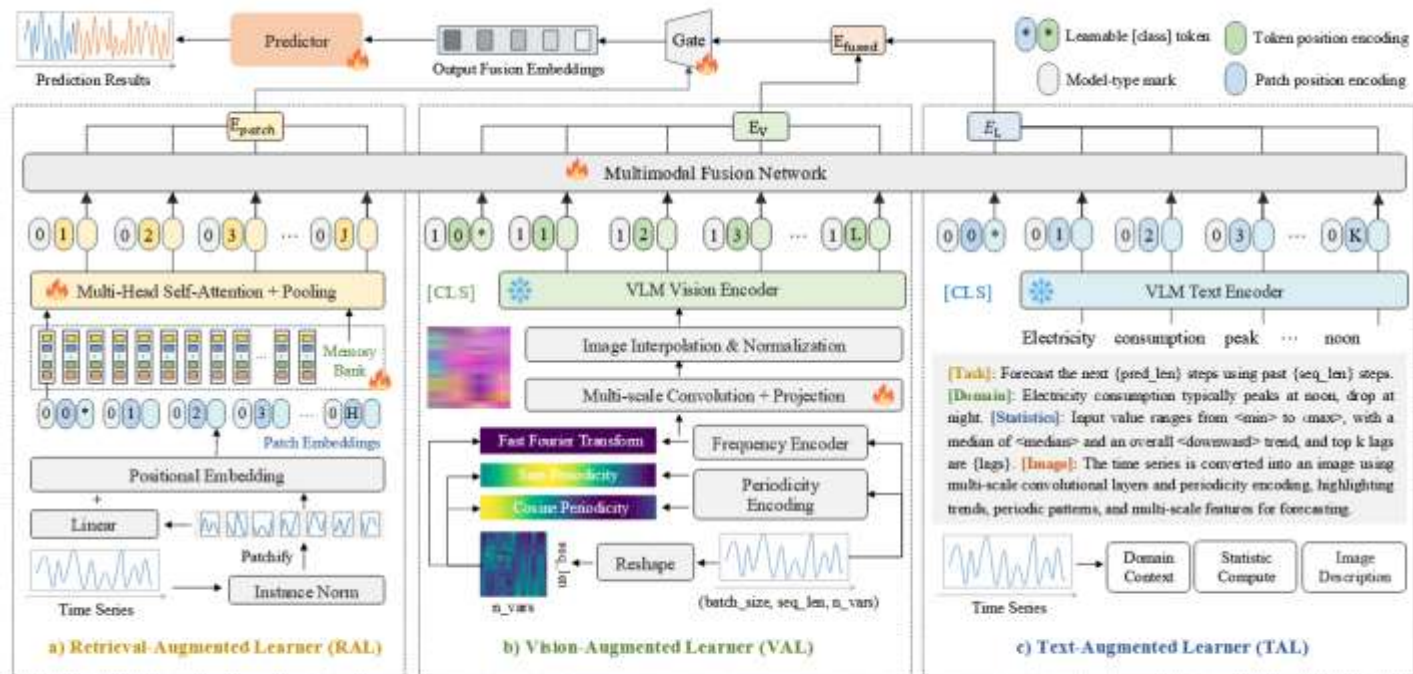 Prediction Results
Predictor
Output Fusion Embeddings
Gate
E_fused
* * Learnable [class] token
Token position encoding
Model-type mark
Patch position encoding
E_patch
E_V
E_L
Multimodal Fusion Network
0 1 0 2 0 3 ... 0 J
1 0 * 1 1 1 2 1 3 ... 1 L
0 0 * 0 1 0 2 0 3 ... 0 K
Multi-Head Self-Attention + Pooling
Memory
Bank
0 0 * 0 1 0 2 0 3 ... 0 H
Patch Embeddings
Positional Embedding
+
Linear
Patchify
Time Series
Instance Norm
a) Retrieval-Augmented Learner (RAL)
[CLS]
VLM Vision Encoder
Image Interpolation & Normalization
Multi-scale Convolution + Projection
Fast Fourier Transform
Frequency Encoder
Sine Periodicity
Cosine Periodicity
Periodicity
Encoding
seq_len
n_vars
Reshape
(batch_size, seq_len, n_vars)
b) Vision-Augmented Learner (VAL)
[CLS]
VLM Text Encoder
Electricity consumption peak ... noon
[Task]: Forecast the next {pred_len} steps using past {seq_len} steps.
[Domain]: Electricity consumption typically peaks at noon, drop at
night. [Statistics]: Input value ranges from <min> to <max>, with a
median of <median> and an overall <downward> trend, and top k lags
are {lags}. [Image]: The time series is converted into an image using
multi-scale convolutional layers and periodicity encoding, highlighting
trends, periodic patterns, and multi-scale features for forecasting.
Time Series
Domain
Context
Statistic
Compute
Image
Description
c) Text-Augmented Learner (TAL)